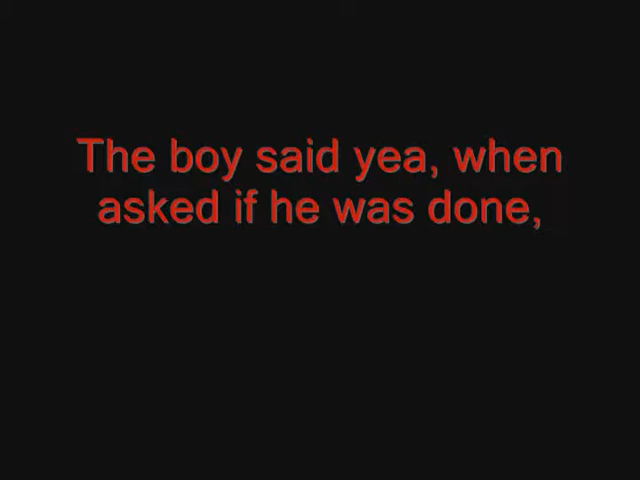 The boy said yea, when
asked if he was done,